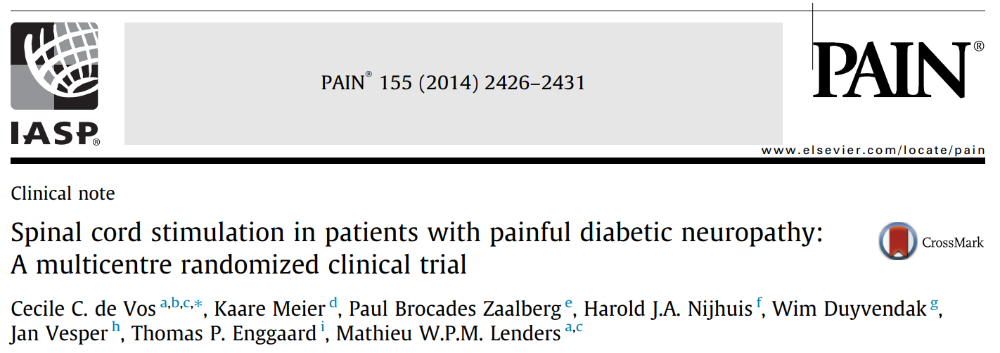 IASP®
PAIN® 155 (2014) 2426–2431
PAIN®
www.elsevier.com/locate/pain
Clinical note
Spinal cord stimulation in patients with painful diabetic neuropathy:
A multicentre randomized clinical trial
CrossMark
Cecile C. de Vos a,b,c,*, Kaare Meier d, Paul Brocades Zaalberg e, Harold J.A. Nijhuis f, Wim Duyvendak g,
Jan Vesper h, Thomas P. Enggaard i, Mathieu W.P.M. Lenders a,c